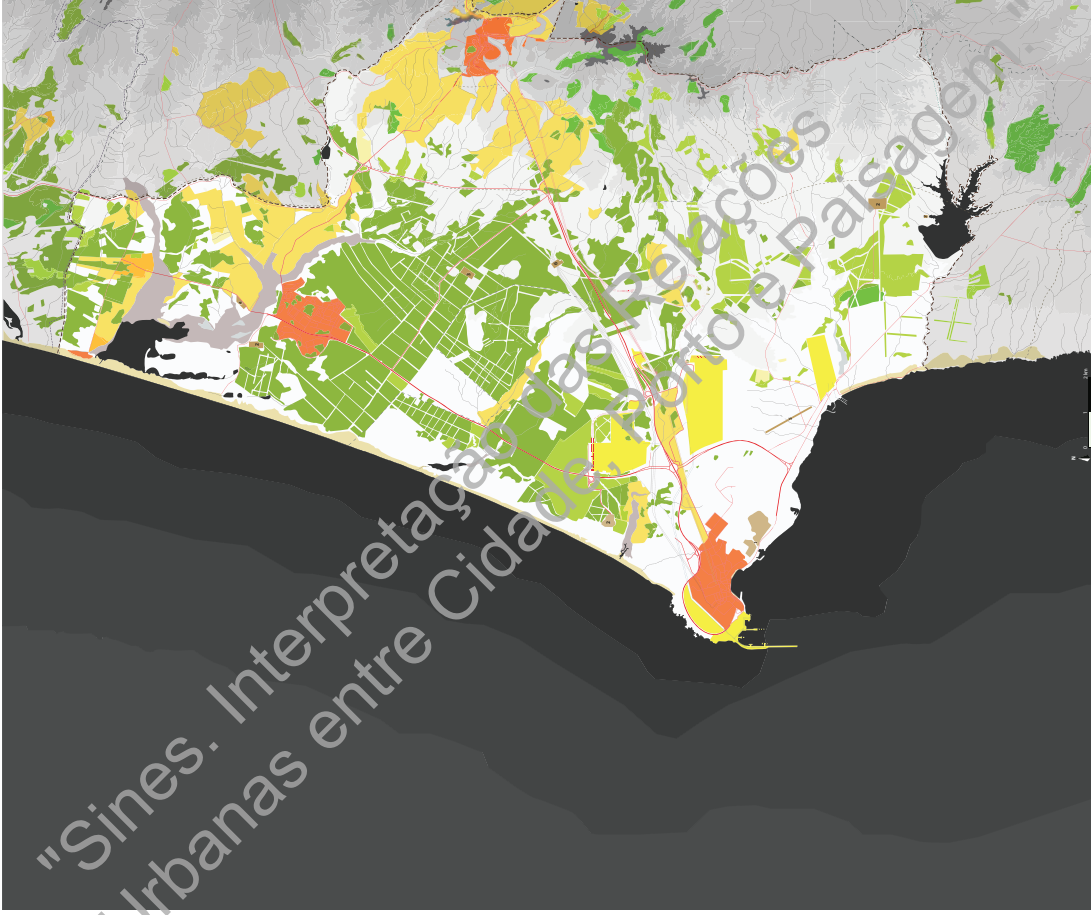 "Sines. Interpretação das Relações
Urbanas entre Cidade, Porto e Paisagem.